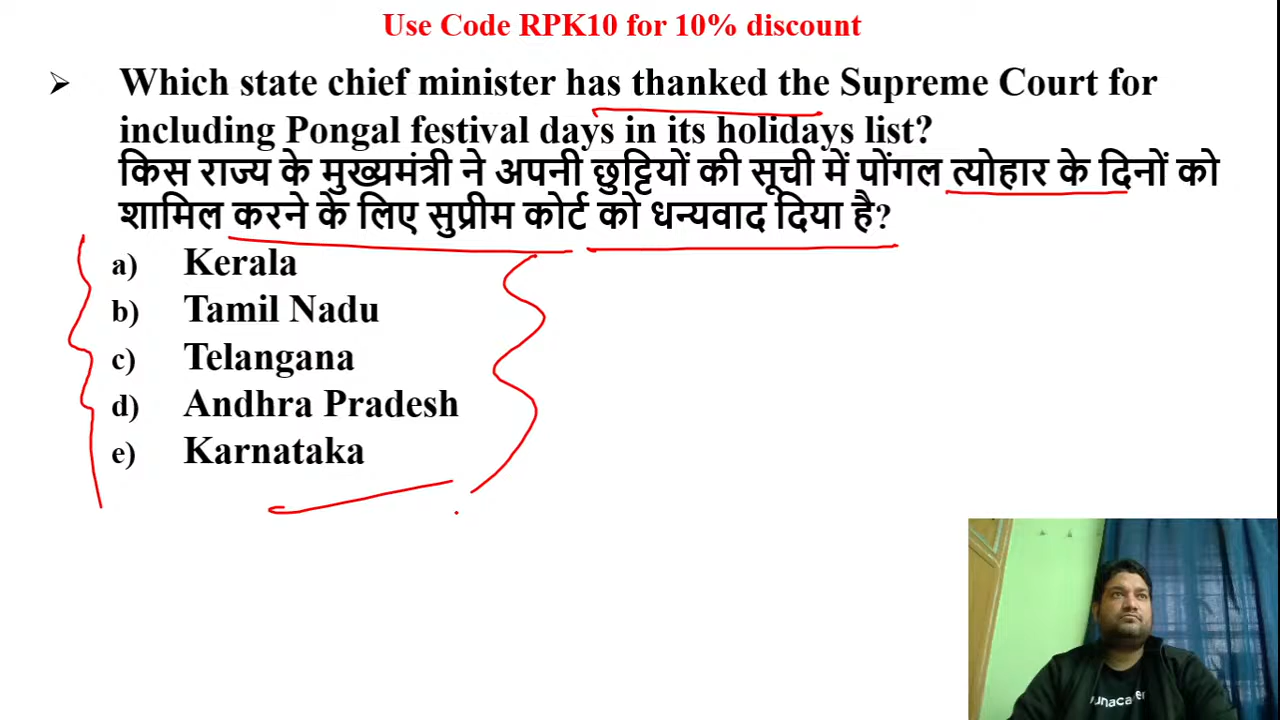 Use Code RPK10 for 10% discount
➢ Which state chief minister has thanked the Supreme Court for
including Pongal festival days in its holidays list?
किस राज्य के मुख्यमंत्री ने अपनी छुट्टियों की सूची में पोंगल त्योहार के दिनों को
शामिल करने के लिए सुप्रीम कोर्ट को धन्यवाद दिया है?
a) Kerala
b) Tamil Nadu
c) Telangana
d) Andhra Pradesh
e) Karnataka